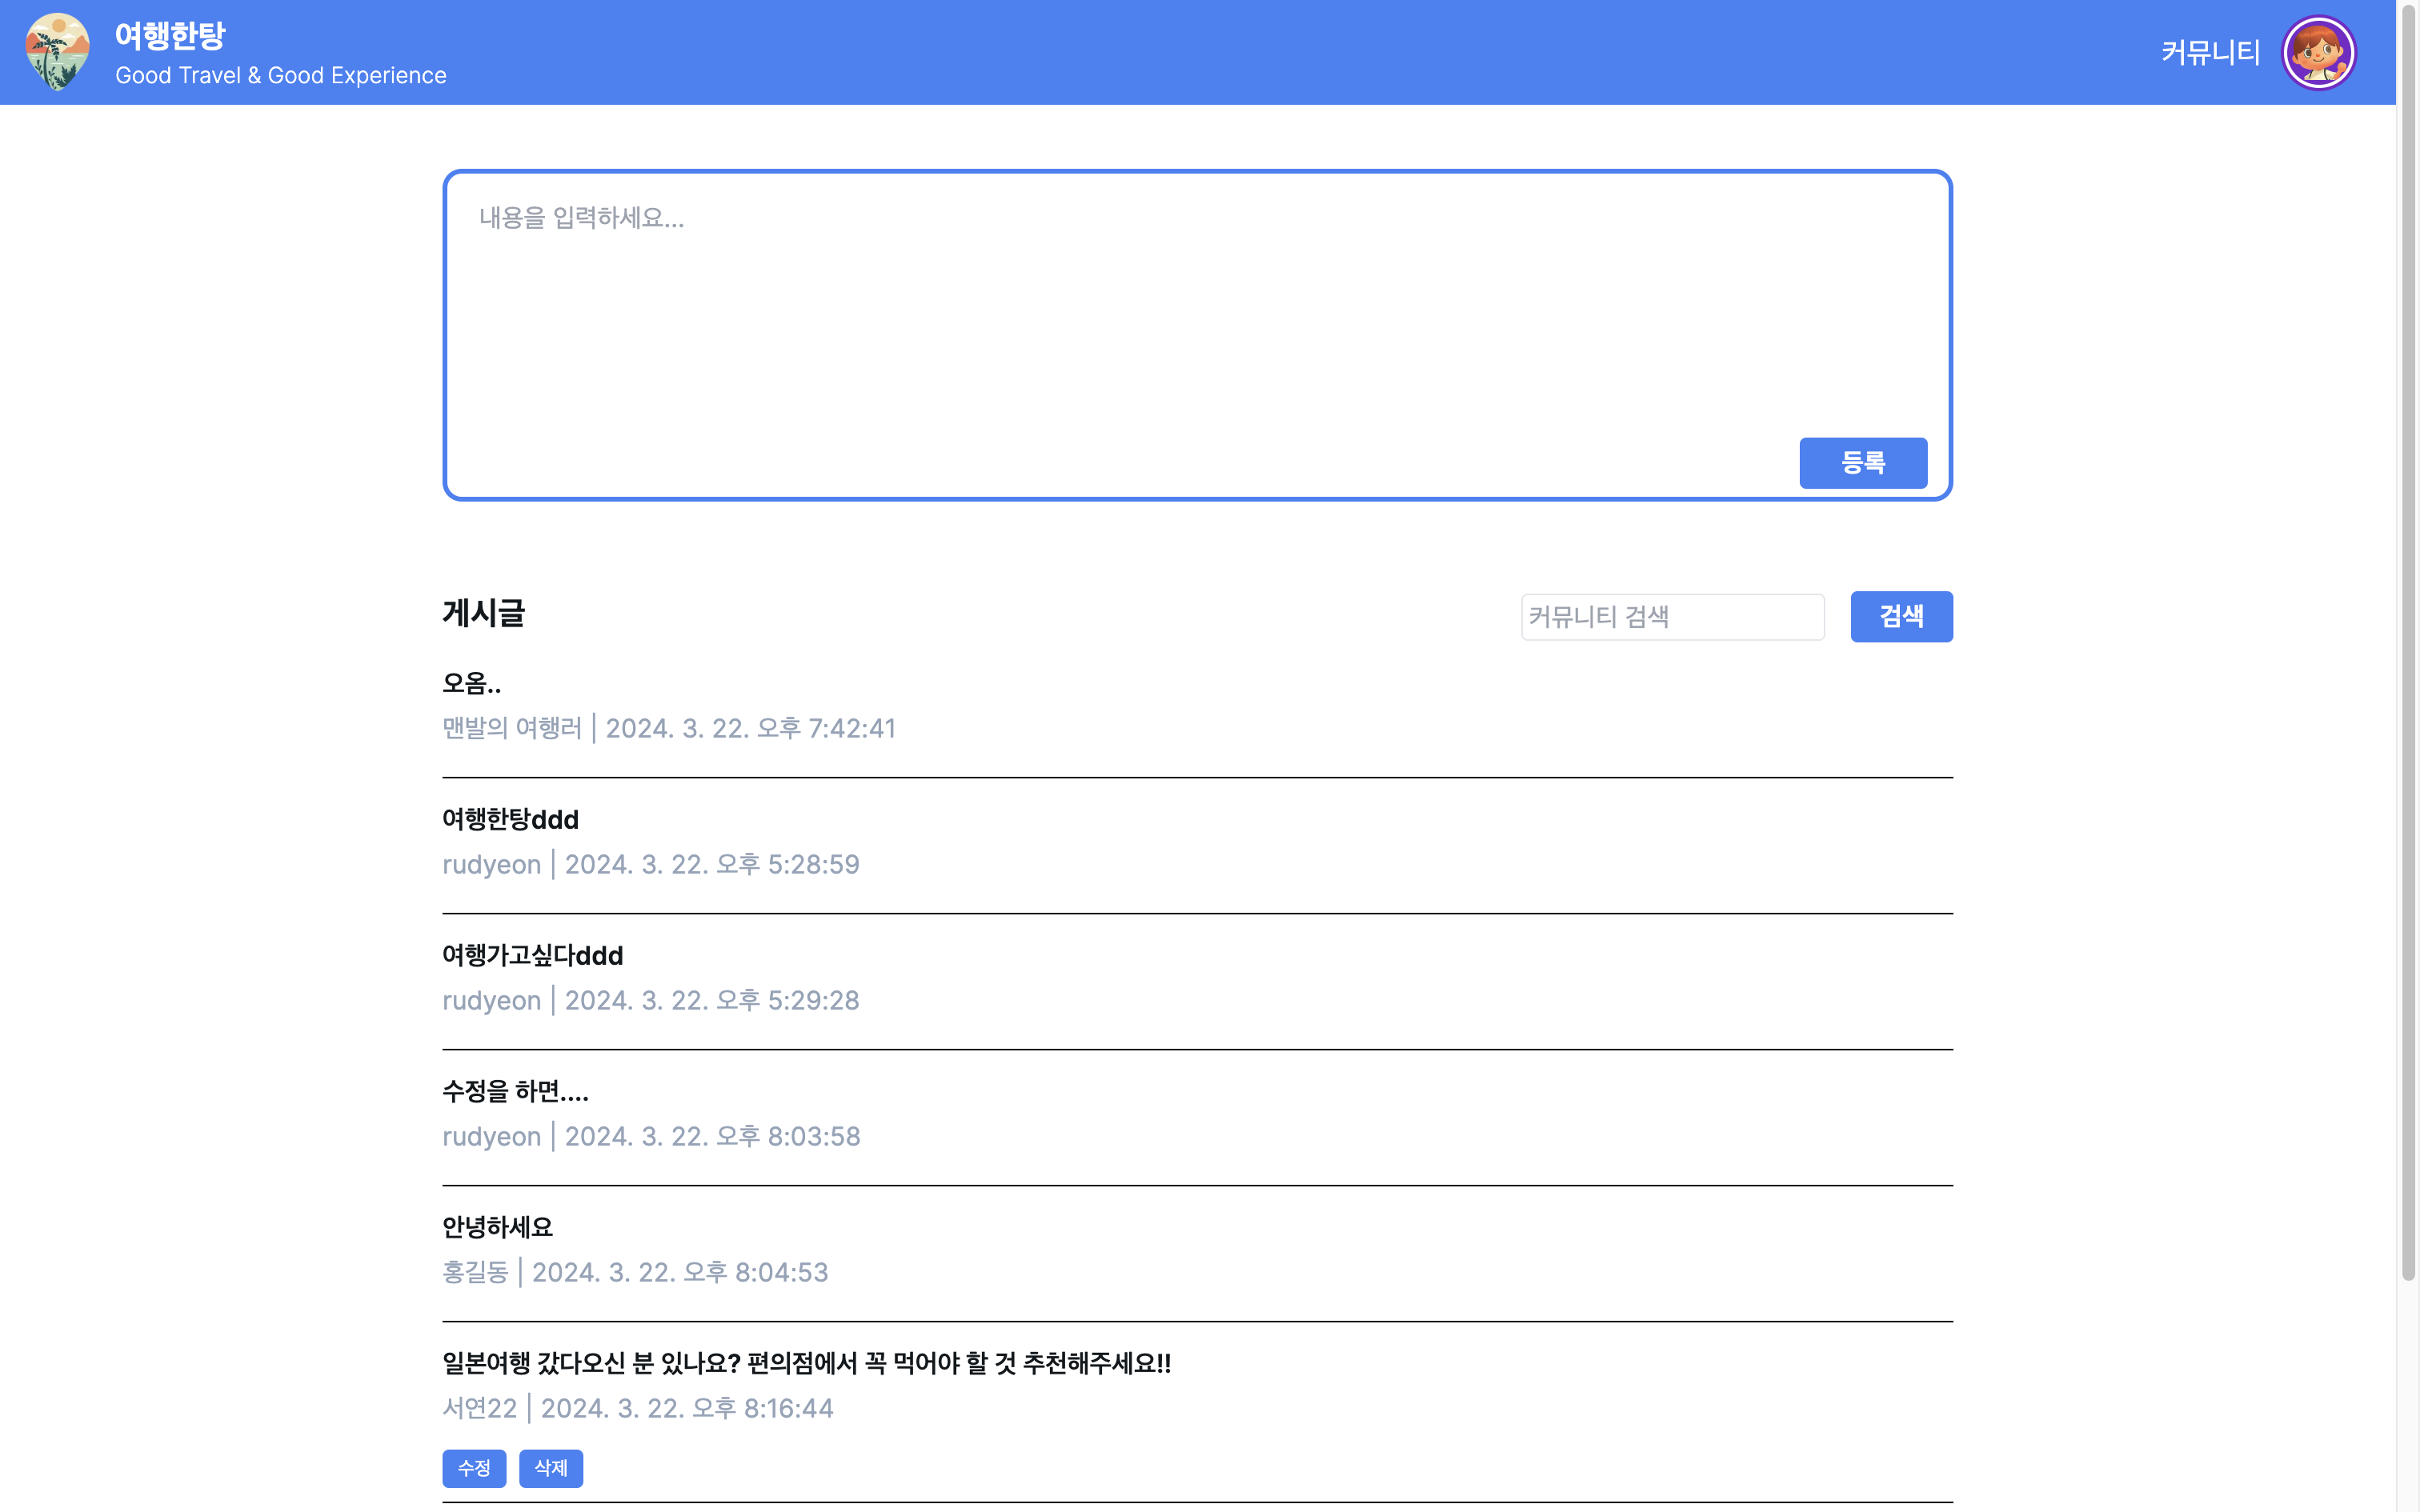 여행한탕
Good Travel & Good Experience
커뮤니티
내용을 입력하세요...
등록
게시글
커뮤니티 검색
검색
오옴..
맨발의 여행러 | 2024. 3. 22. 오후 7:42:41
여행한탕ddd
rudyeon | 2024. 3. 22. 오후 5:28:59
여행가고싶다ddd
rudyeon | 2024. 3. 22. 오후 5:29:28
수정을 하면....
rudyeon | 2024. 3. 22. 오후 8:03:58
안녕하세요
홍길동 | 2024. 3. 22. 오후 8:04:53
일본여행 갔다오신 분 있나요? 편의점에서 꼭 먹어야 할 것 추천해주세요!!
서연22 | 2024. 3. 22. 오후 8:16:44
수정 삭제